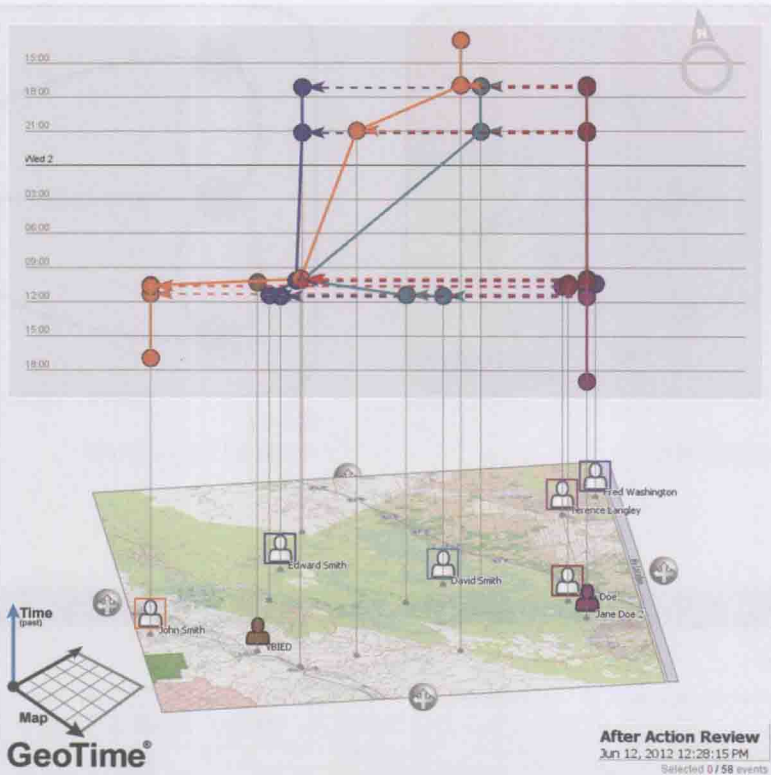 15:00
18:00
21:00
Wed 2
03:00
06:00
09:00
12:00
15:00
18:00
N
Fred Washington
Terence Langley
Edward Smith
David Smith
Doe
Jane Doe 2
John Smith
VBIED
Time
(past)
Map
GeoTime®
After Action Review
Jun 12, 2012 12:28:15 PM
Selected 0 / 58 events